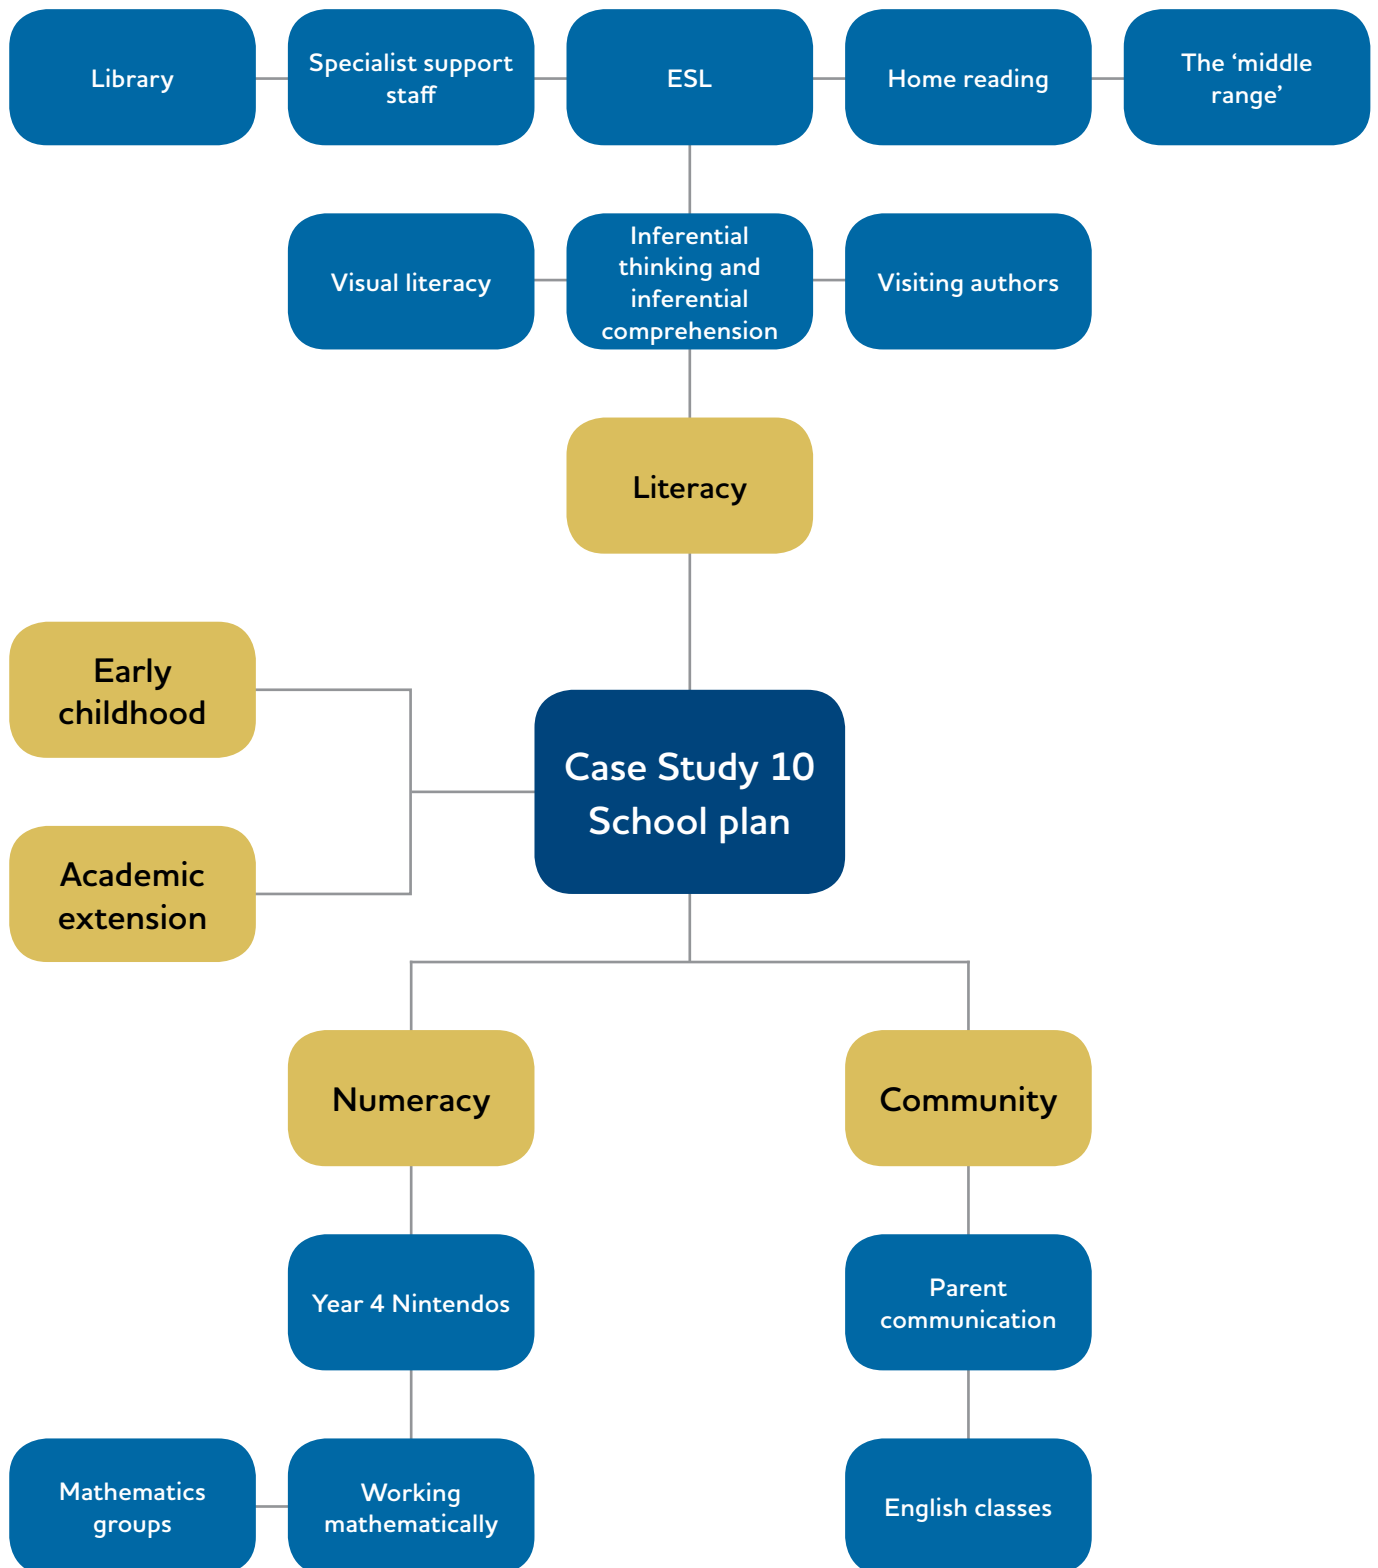 Library
Specialist support
staff
ESL
Home reading
The ‘middle
range’
Visual literacy
Inferential
thinking and
inferential
comprehension
Visiting authors
Literacy
Early
childhood
Case Study 10
School plan
Academic
extension
Numeracy
Community
Year 4 Nintendos
Parent
communication
Mathematics
groups
Working
mathematically
English classes